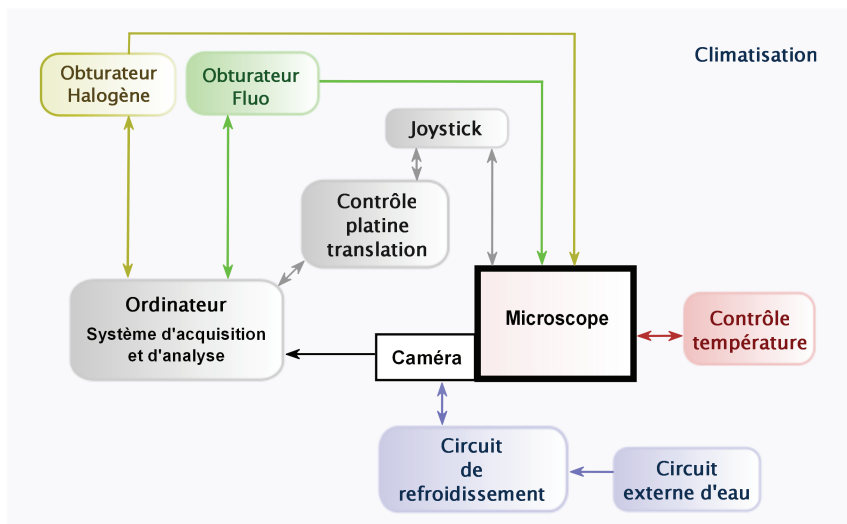 Climatisation
Obturateur
Halogène
Obturateur
Fluo
Joystick
Contrôle
platine
translation
Ordinateur
Système d'acquisition
et d'analyse
Microscope
Caméra
Contrôle
température
Circuit
de
refroidissement
Circuit
externe d'eau